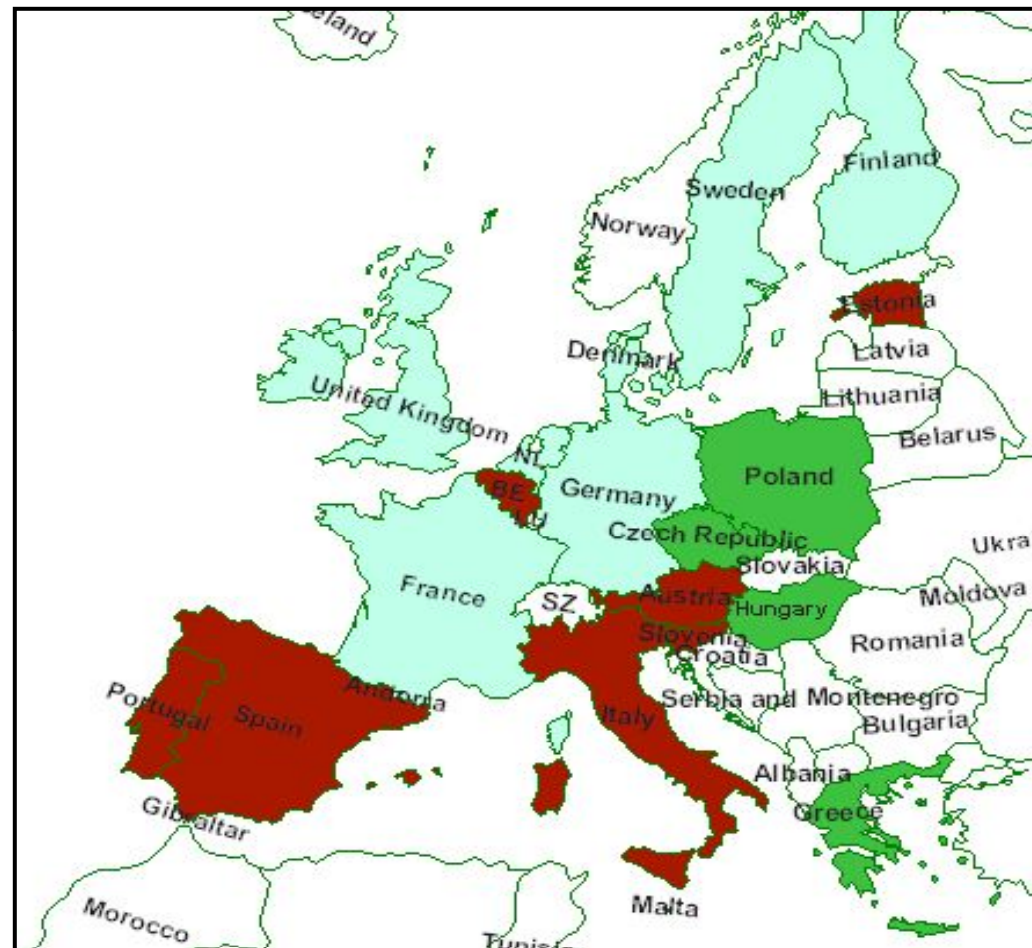 eland
Finland
Sweden
Norway
Estonia
Denmark
Latvia
Lithuania
United Kingdom
Belarus
NL
Poland
BE
Germany
LU
Czech Republic
Ukra
Slovakia
France
SZ
Austria
Moldova
Hungary
Slovenia
Romania
Croatia
Andorra
Serbia and Montenegro
Portugal
Spain
Italy
Bulgaria
Albania
Gibraltar
Greece
Malta
Morocco
Tunisia